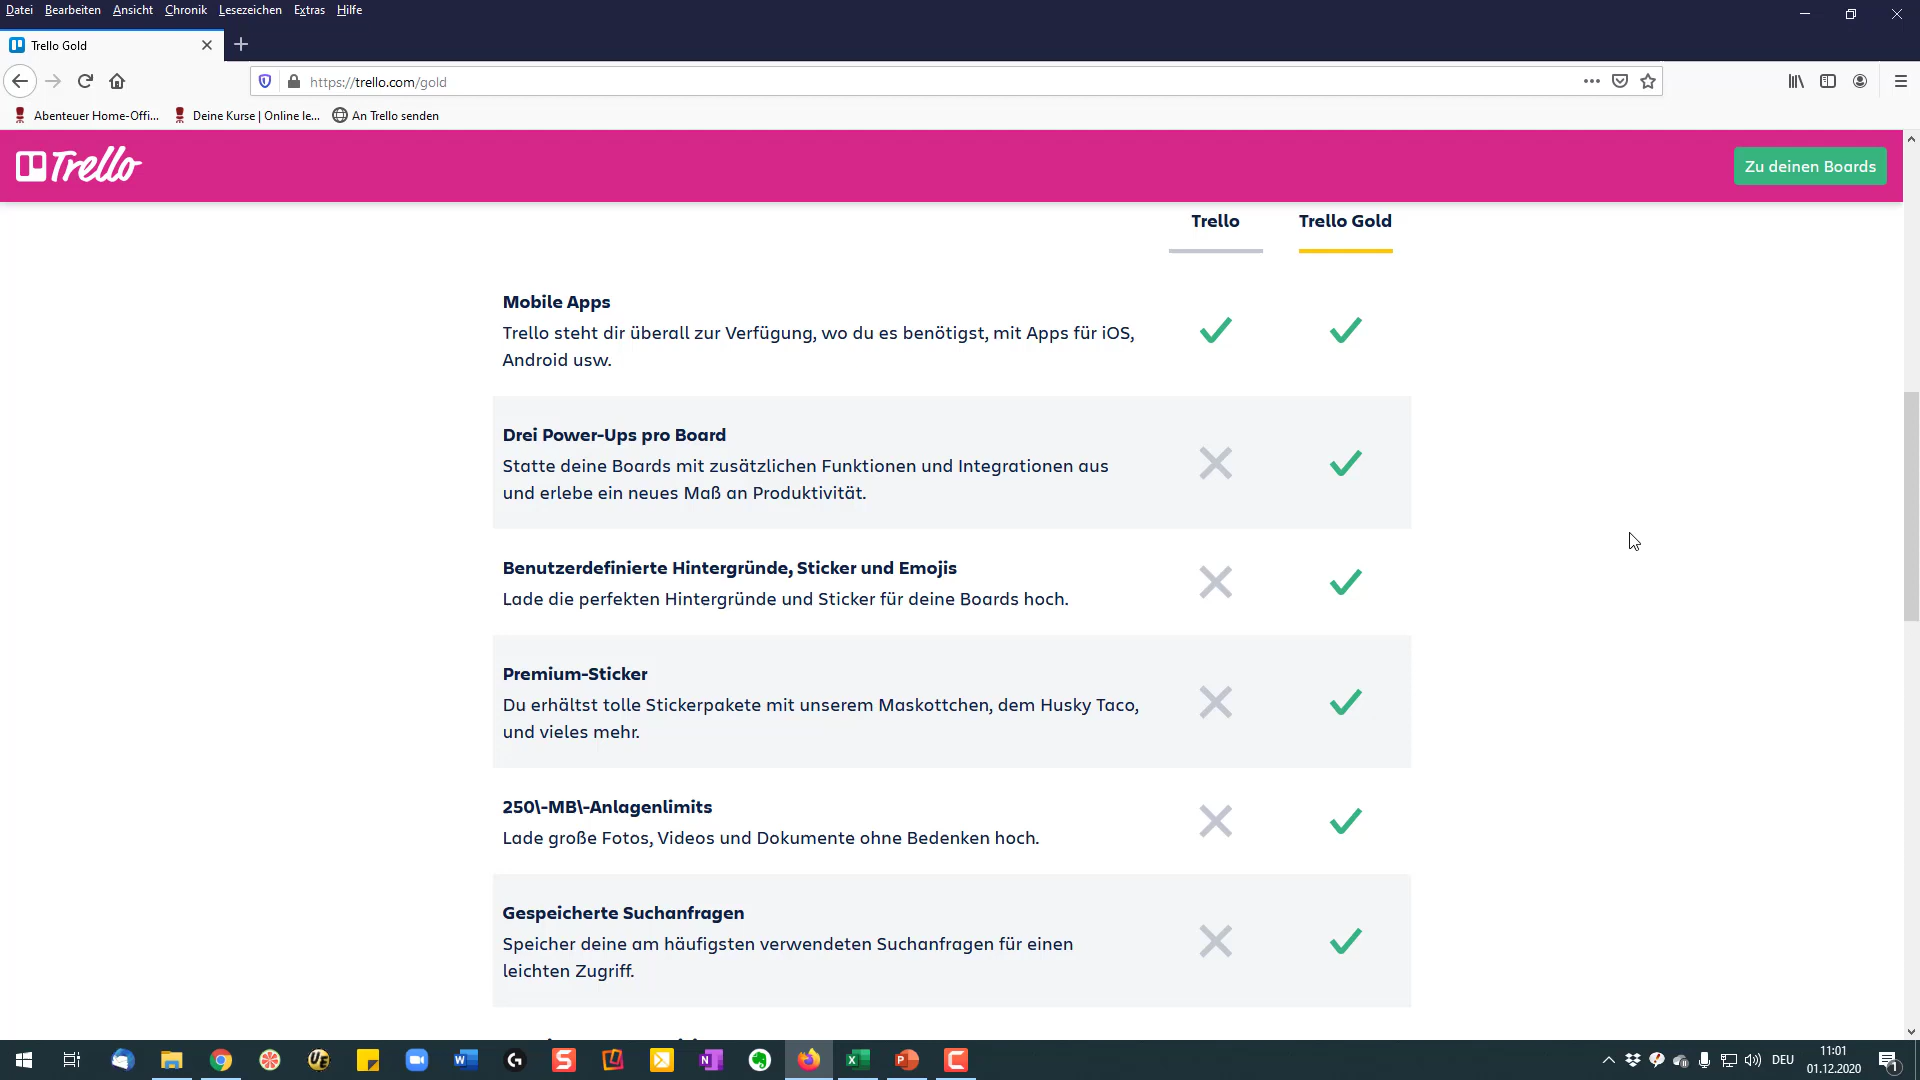 Datei Bearbeiten Ansicht Chronik Lesezeichen Extras Hilfe
Trello Gold
https://trello.com/gold
Abenteuer Home-Offi... Deine Kurse | Online le... An Trello senden
Trello
Zu deinen Boards
Trello Trello Gold
Mobile Apps
Trello steht dir überall zur Verfügung, wo du es benötigst, mit Apps für iOS,
Android usw.
Drei Power-Ups pro Board
Statte deine Boards mit zusätzlichen Funktionen und Integrationen aus
und erlebe ein neues Maß an Produktivität.
Benutzerdefinierte Hintergründe, Sticker und Emojis
Lade die perfekten Hintergründe und Sticker für deine Boards hoch.
Premium-Sticker
Du erhältst tolle Stickerpakete mit unserem Maskottchen, dem Husky Taco,
und vieles mehr.
250\-MB\-Anlagenlimits
Lade große Fotos, Videos und Dokumente ohne Bedenken hoch.
Gespeicherte Suchanfragen
Speicher deine am häufigsten verwendeten Suchanfragen für einen
leichten Zugriff.
DEU
11:01
01.12.2020
1